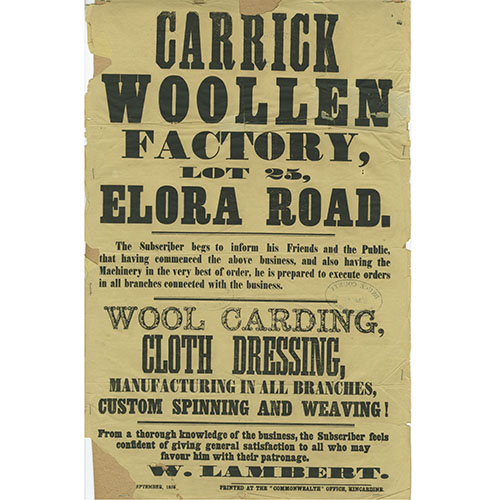 CARRICK
WOOLLEN
FACTORY,
LOT 25,
ELORA ROAD.
The Subscriber begs to inform his Friends and the Public,
that having commenced the above business, and also having the
Machinery in the very best of order, he is prepared to execute orders
in all branches connected with the business.
WOOL CARDING,
CLOTH DRESSING,
MANUFACTURING IN ALL BRANCHES,
CUSTOM SPINNING AND WEAVING!
From a thorough knowledge of the business, the Subscriber feels
confident of giving general satisfaction to all who may
favour him with their patronage.
W. LAMBERT.
PRINTED AT THE "COMMONWEALTH" OFFICE, KINCARDINE.